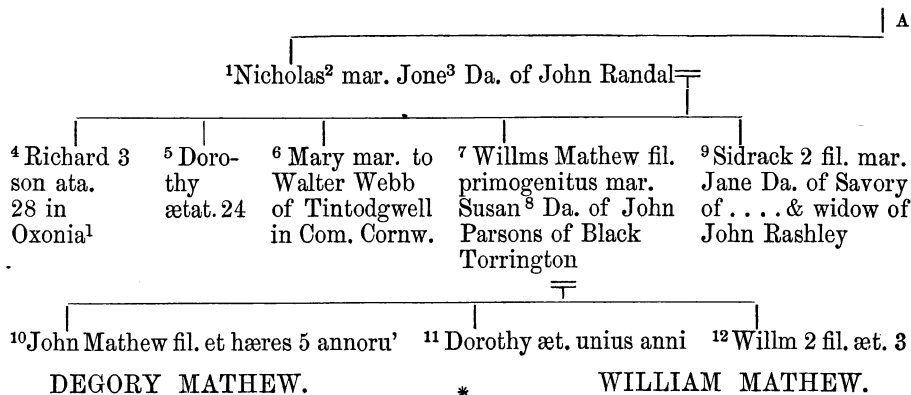 A
¹Nicholas² mar. Jone³ Da. of John Randal
⁴ Richard 3
son ata.
28 in
Oxonia¹
⁵ Doro-
thy
ætat. 24
⁶ Mary mar. to
Walter Webb
of Tintodgwell
in Com. Cornw.
⁷ Willms Mathew fil.
primogenitus mar.
Susan⁸ Da. of John
Parsons of Black
Torrington
⁹ Sidrack 2 fil. mar.
Jane Da. of Savory
of . . . . & widow of
John Rashley
¹⁰John Mathew fil. et hæres 5 annoru'
¹¹ Dorothy æt. unius anni
¹² Willm 2 fil. æt. 3
DEGORY MATHEW.
*
WILLIAM MATHEW.